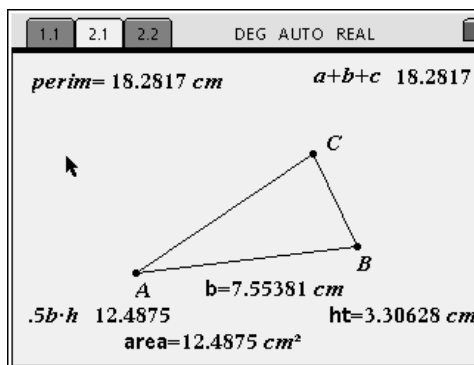 1.1 2.1 2.2 DEG AUTO REAL
perim= 18.2817 cm a+b+c 18.2817
C
B
A
b=7.55381 cm
.5b·h 12.4875 ht=3.30628 cm
area=12.4875 cm²